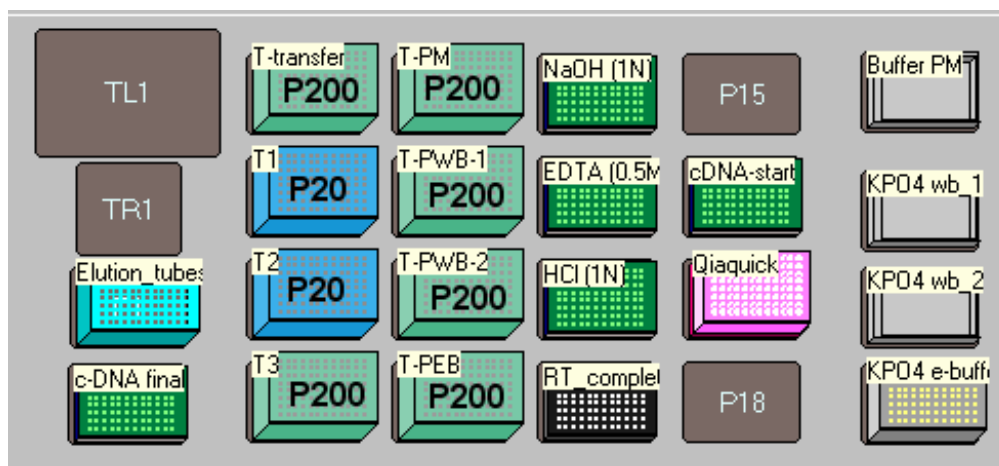 TL1
T-transfer
P200
T-PM
P200
NaOH (1N)
P15
Buffer PM
TR1
T1
P20
T-PWB-1
P200
EDTA (0.5M
cDNA-start
KPO4 wb_1
Elution_tubes
T2
P20
T-PWB-2
P200
HCl (1N)
Qiaquick
KPO4 wb_2
c-DNA final
T3
P200
T-PEB
P200
RT_complet
P18
KPO4 e-buff